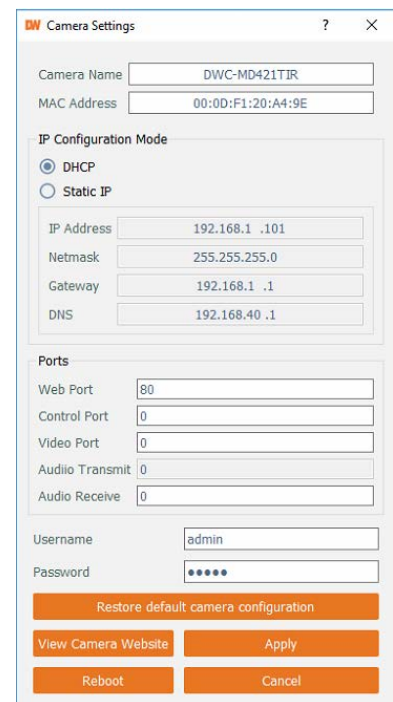 DW Camera Settings ? ×
Camera Name DWC-MD421TIR
MAC Address 00:0D:F1:20:A4:9E
IP Configuration Mode
DHCP
Static IP
IP Address 192.168.1 .101
Netmask 255.255.255.0
Gateway 192.168.1 .1
DNS 192.168.40 .1
Ports
Web Port 80
Control Port 0
Video Port 0
Audiio Transmit 0
Audio Receive 0
Username admin
Password •••••
Restore default camera configuration
View Camera Website Apply
Reboot Cancel